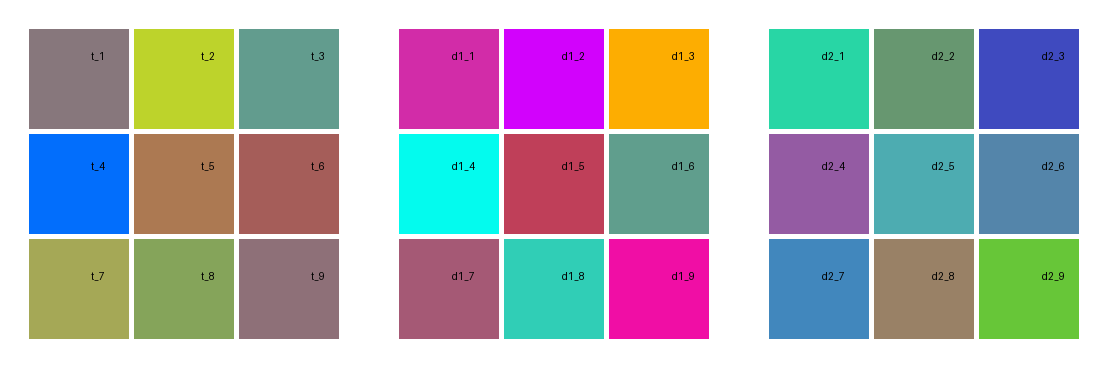 t_1 t_2 t_3 d1_1 d1_2 d1_3 d2_1 d2_2 d2_3
t_4 t_5 t_6 d1_4 d1_5 d1_6 d2_4 d2_5 d2_6
t_7 t_8 t_9 d1_7 d1_8 d1_9 d2_7 d2_8 d2_9